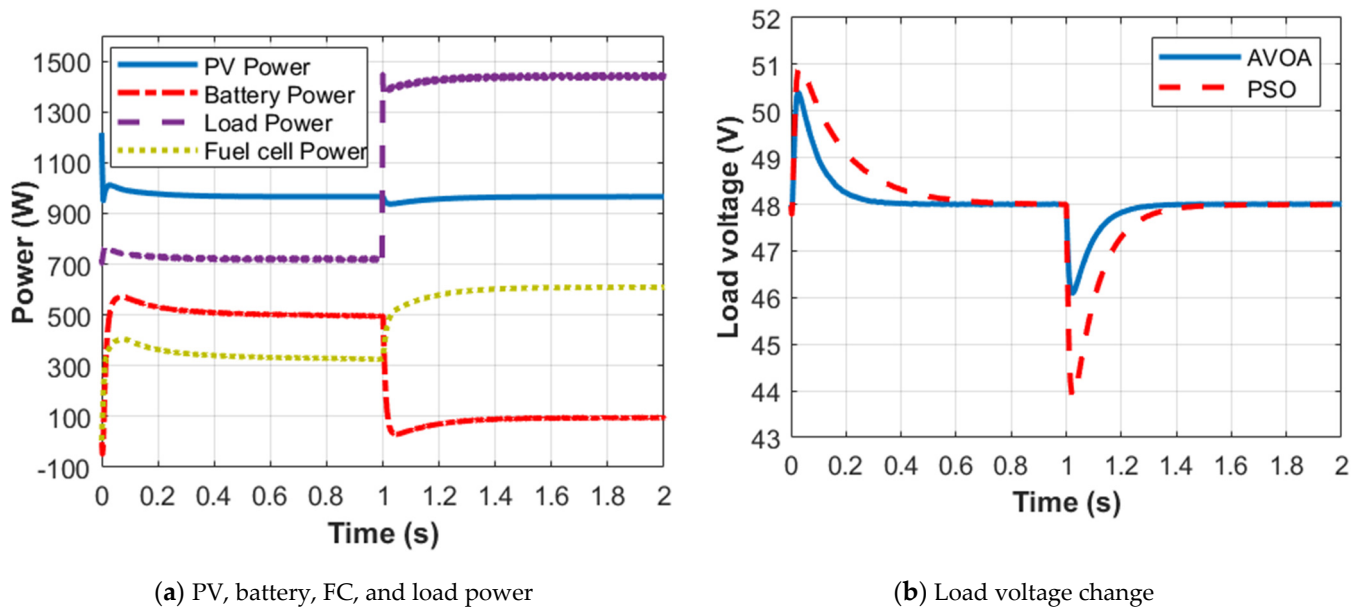 1500
1300
1100
900
700
500
300
100
-100
Power (W)
PV Power
Battery Power
Load Power
Fuel cell Power
0 0.2 0.4 0.6 0.8 1 1.2 1.4 1.6 1.8 2
Time (s)
(a) PV, battery, FC, and load power
52
51
50
49
48
47
46
45
44
43
Load voltage (V)
AVOA
PSO
0 0.2 0.4 0.6 0.8 1 1.2 1.4 1.6 1.8 2
Time (s)
(b) Load voltage change